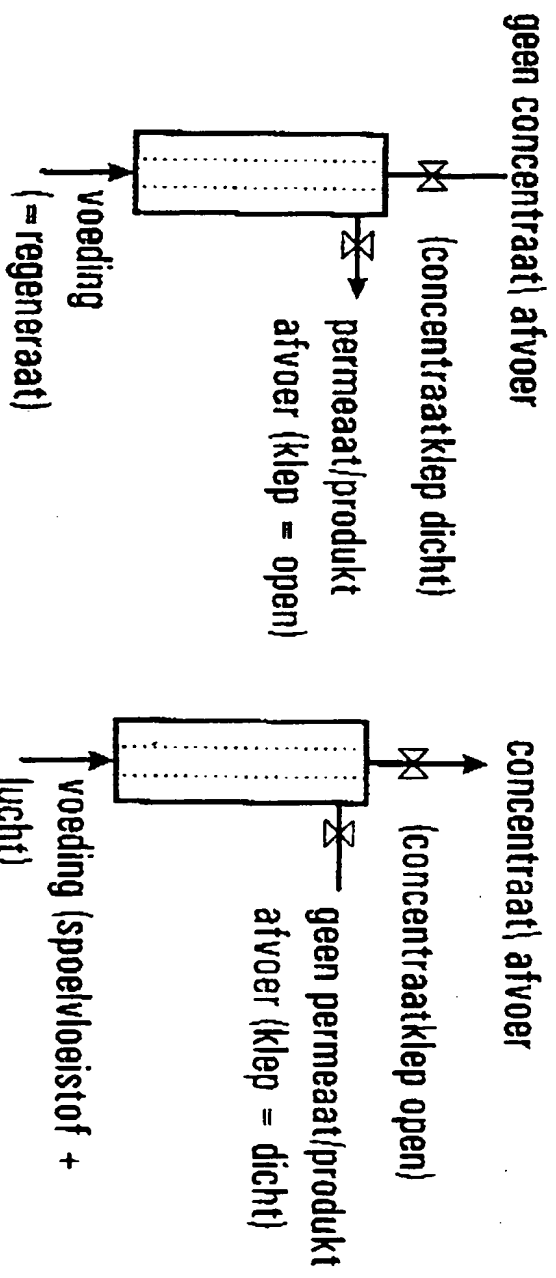 geen concentraat\ afvoer
(concentraatklep dicht)
permeaat/produkt
afvoer (klep = open)
voeding
(=regeneraat)
concentraat\ afvoer
(concentraatklep open)
geen permeaat/produkt
afvoer (klep = dicht)
voeding (spoelvloeistof +
lucht)